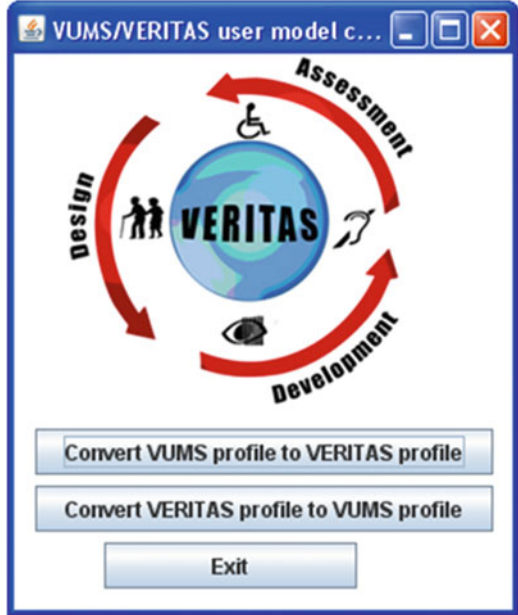 VUMS/VERITAS user model c...
Assessment
Design
VERITAS
Development
Convert VUMS profile to VERITAS profile
Convert VERITAS profile to VUMS profile
Exit